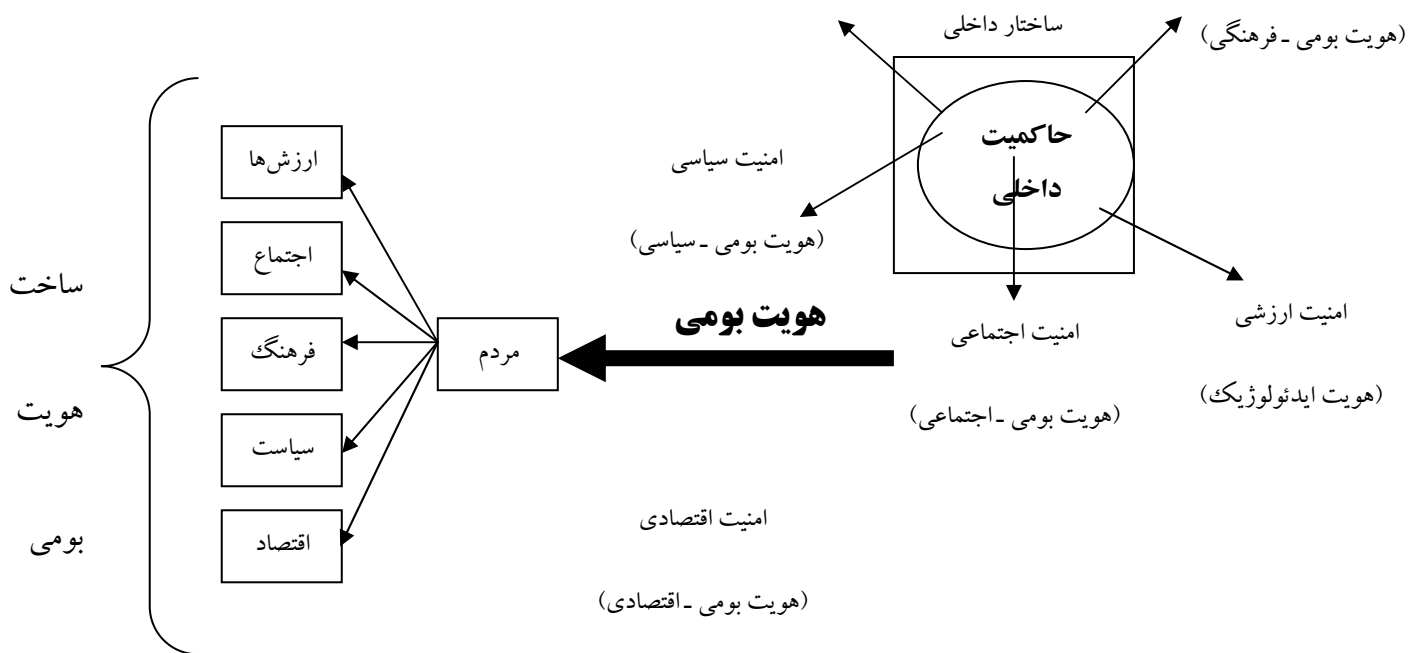 ساختار داخلی
(هویت بومی ـ فرهنگی)
حاکمیت
داخلی
امنیت سیاسی
(هویت بومی ـ سیاسی)
امنیت ارزشی
(هویت ایدئولوژیک)
امنیت اجتماعی
(هویت بومی ـ اجتماعی)
هویت بومی
امنیت اقتصادی
(هویت بومی ـ اقتصادی)
مردم
ارزش‌ها
اجتماع
فرهنگ
سیاست
اقتصاد
ساخت
هویت
بومی